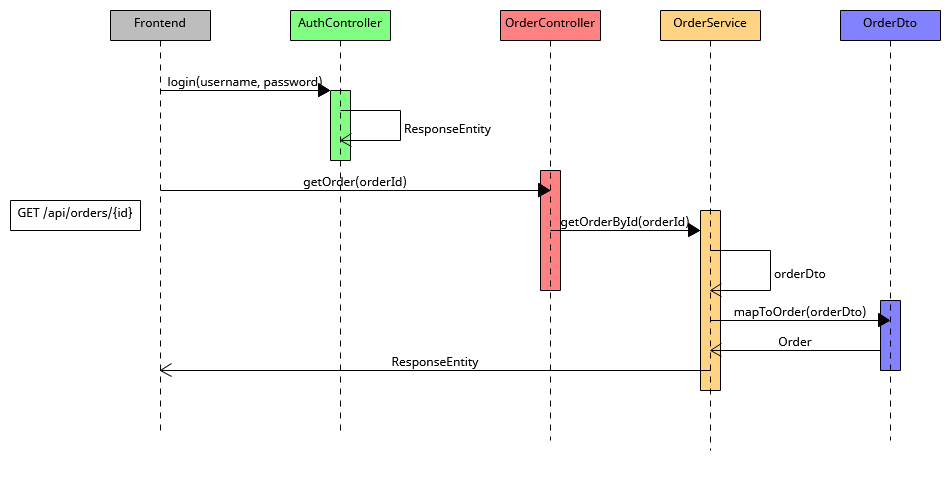 Frontend
AuthController
OrderController
OrderService
OrderDto
login(username, password)
ResponseEntity
getOrder(orderId)
GET /api/orders/{id}
getOrderById(orderId)
orderDto
mapToOrder(orderDto)
Order
ResponseEntity